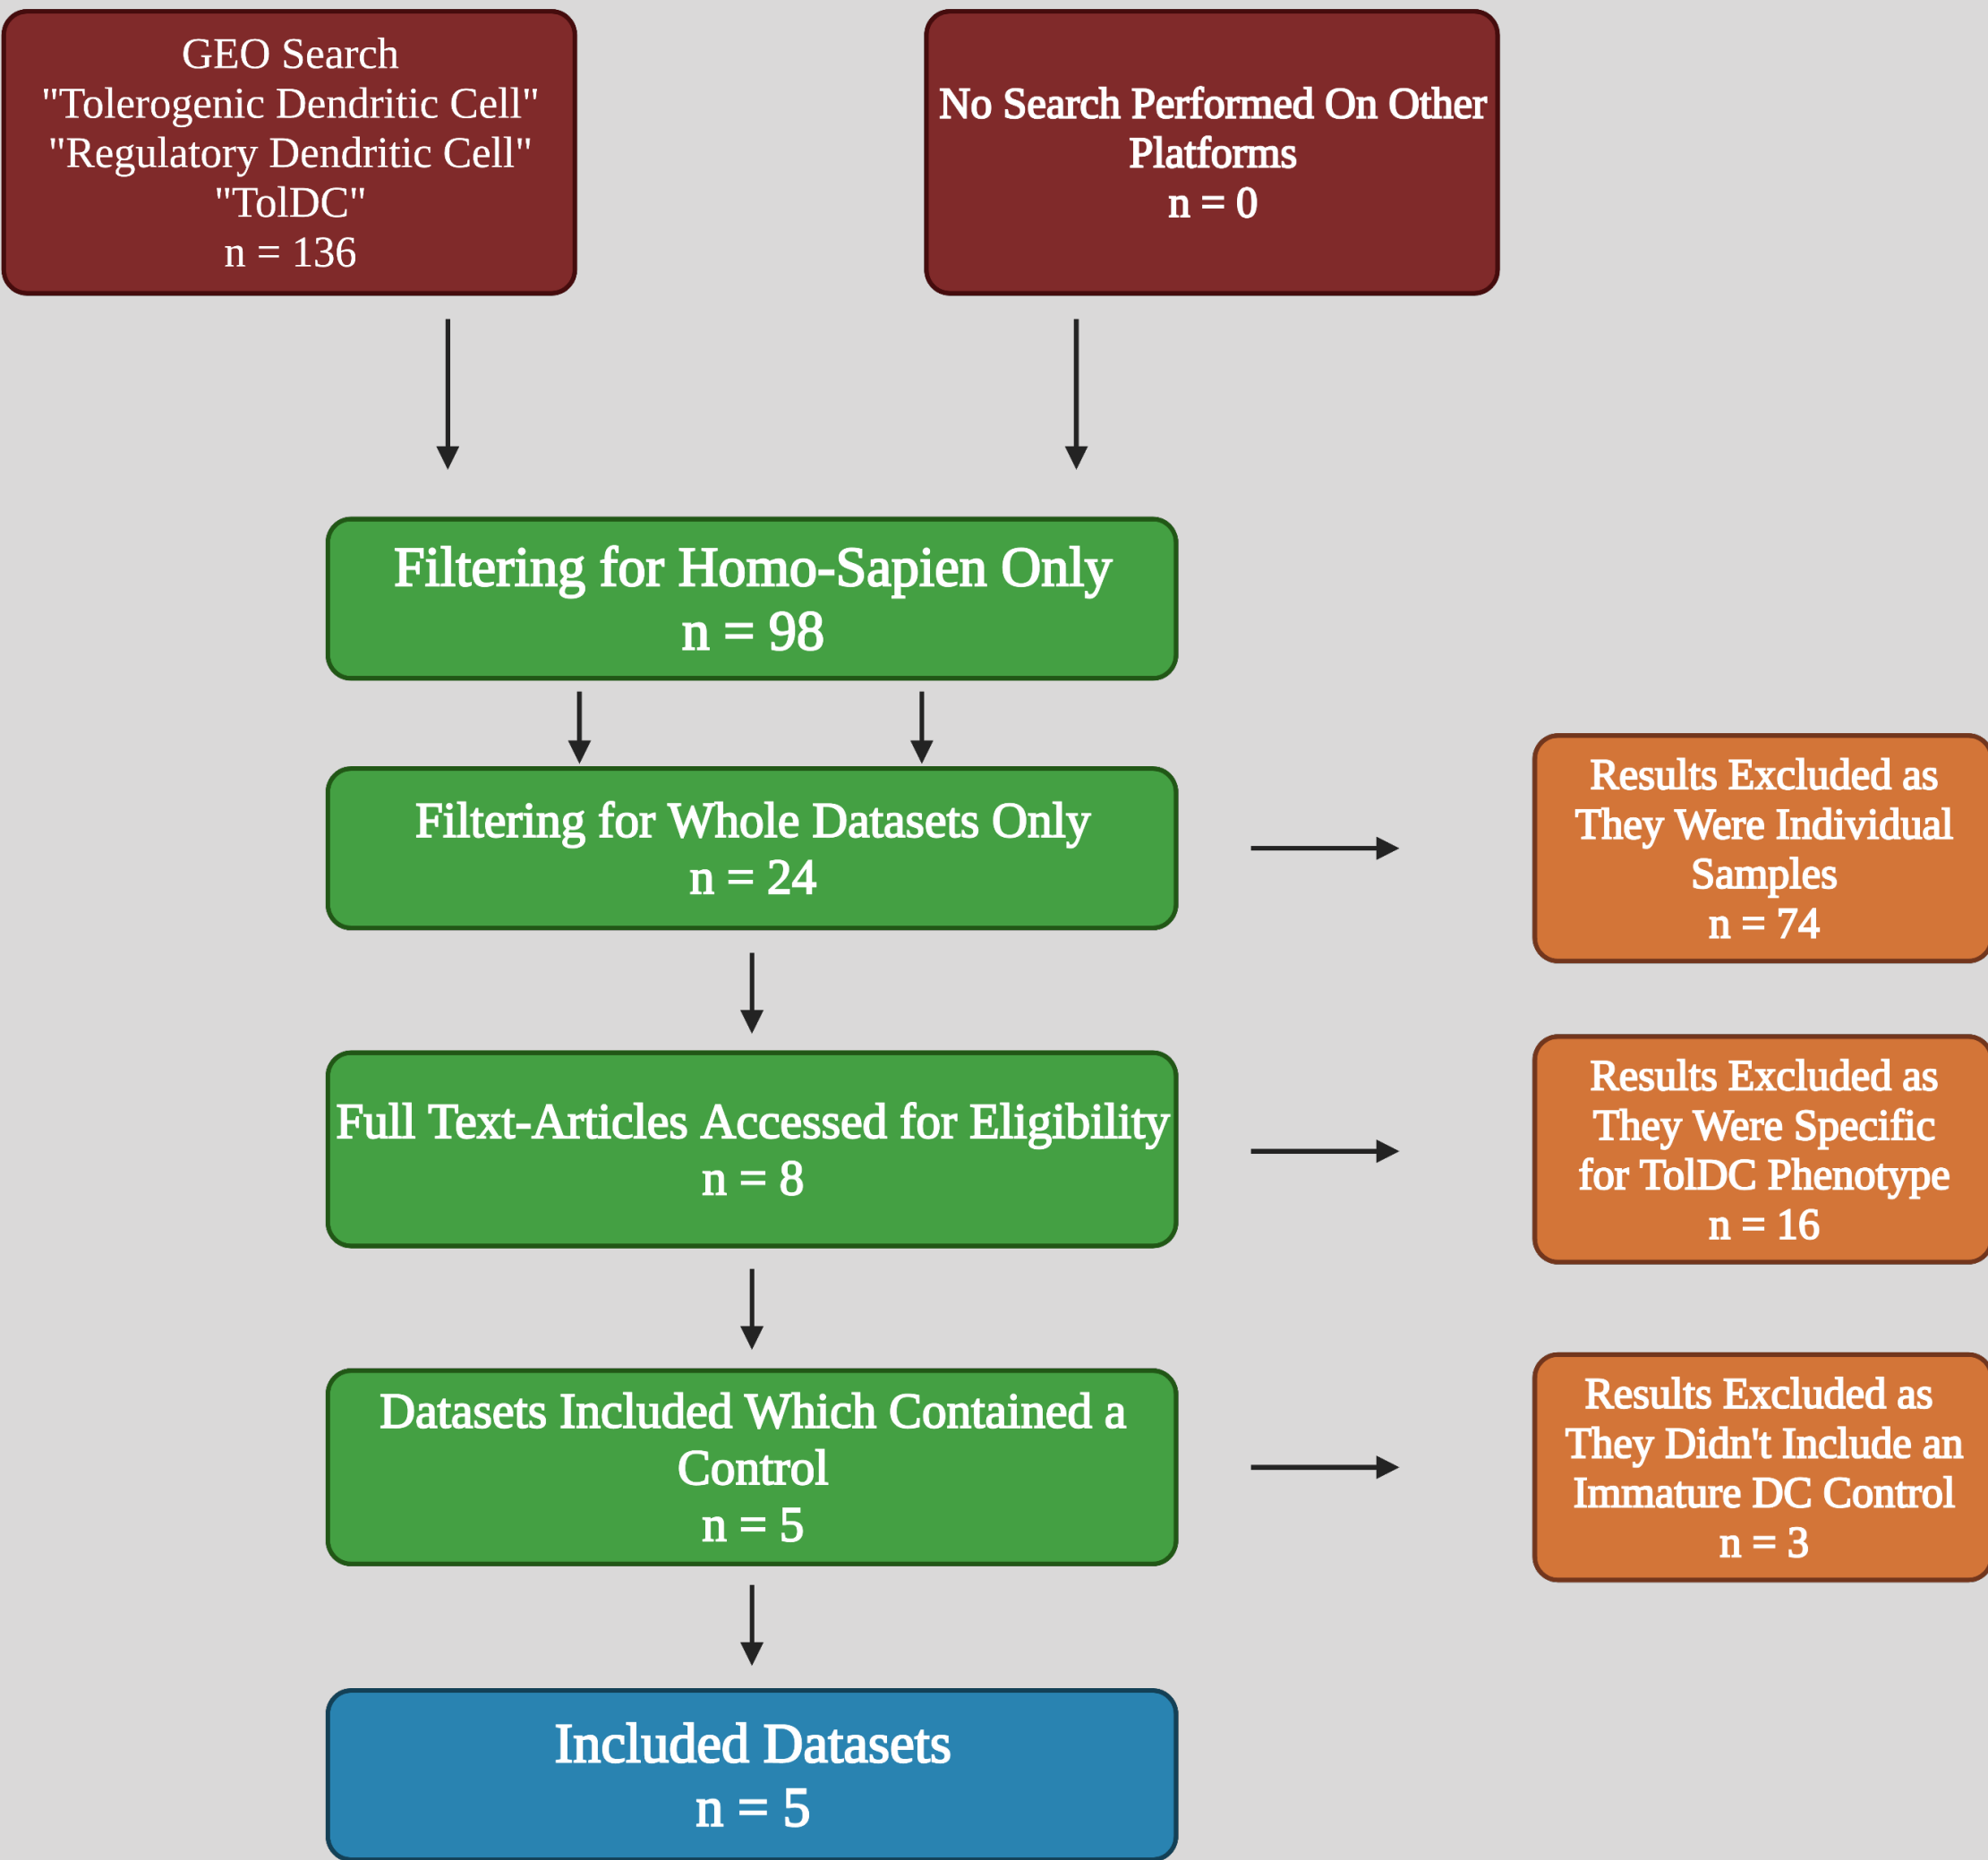 GEO Search
"Tolerogenic Dendritic Cell"
"Regulatory Dendritic Cell"
"TolDC"
n = 136
No Search Performed On Other
Platforms
n = 0
Filtering for Homo-Sapien Only
n = 98
Filtering for Whole Datasets Only
n = 24
Results Excluded as
They Were Individual
Samples
n = 74
Full Text-Articles Accessed for Eligibility
n = 8
Results Excluded as
They Were Specific
for TolDC Phenotype
n = 16
Datasets Included Which Contained a
Control
n = 5
Results Excluded as
They Didn't Include an
Immature DC Control
n = 3
Included Datasets
n = 5